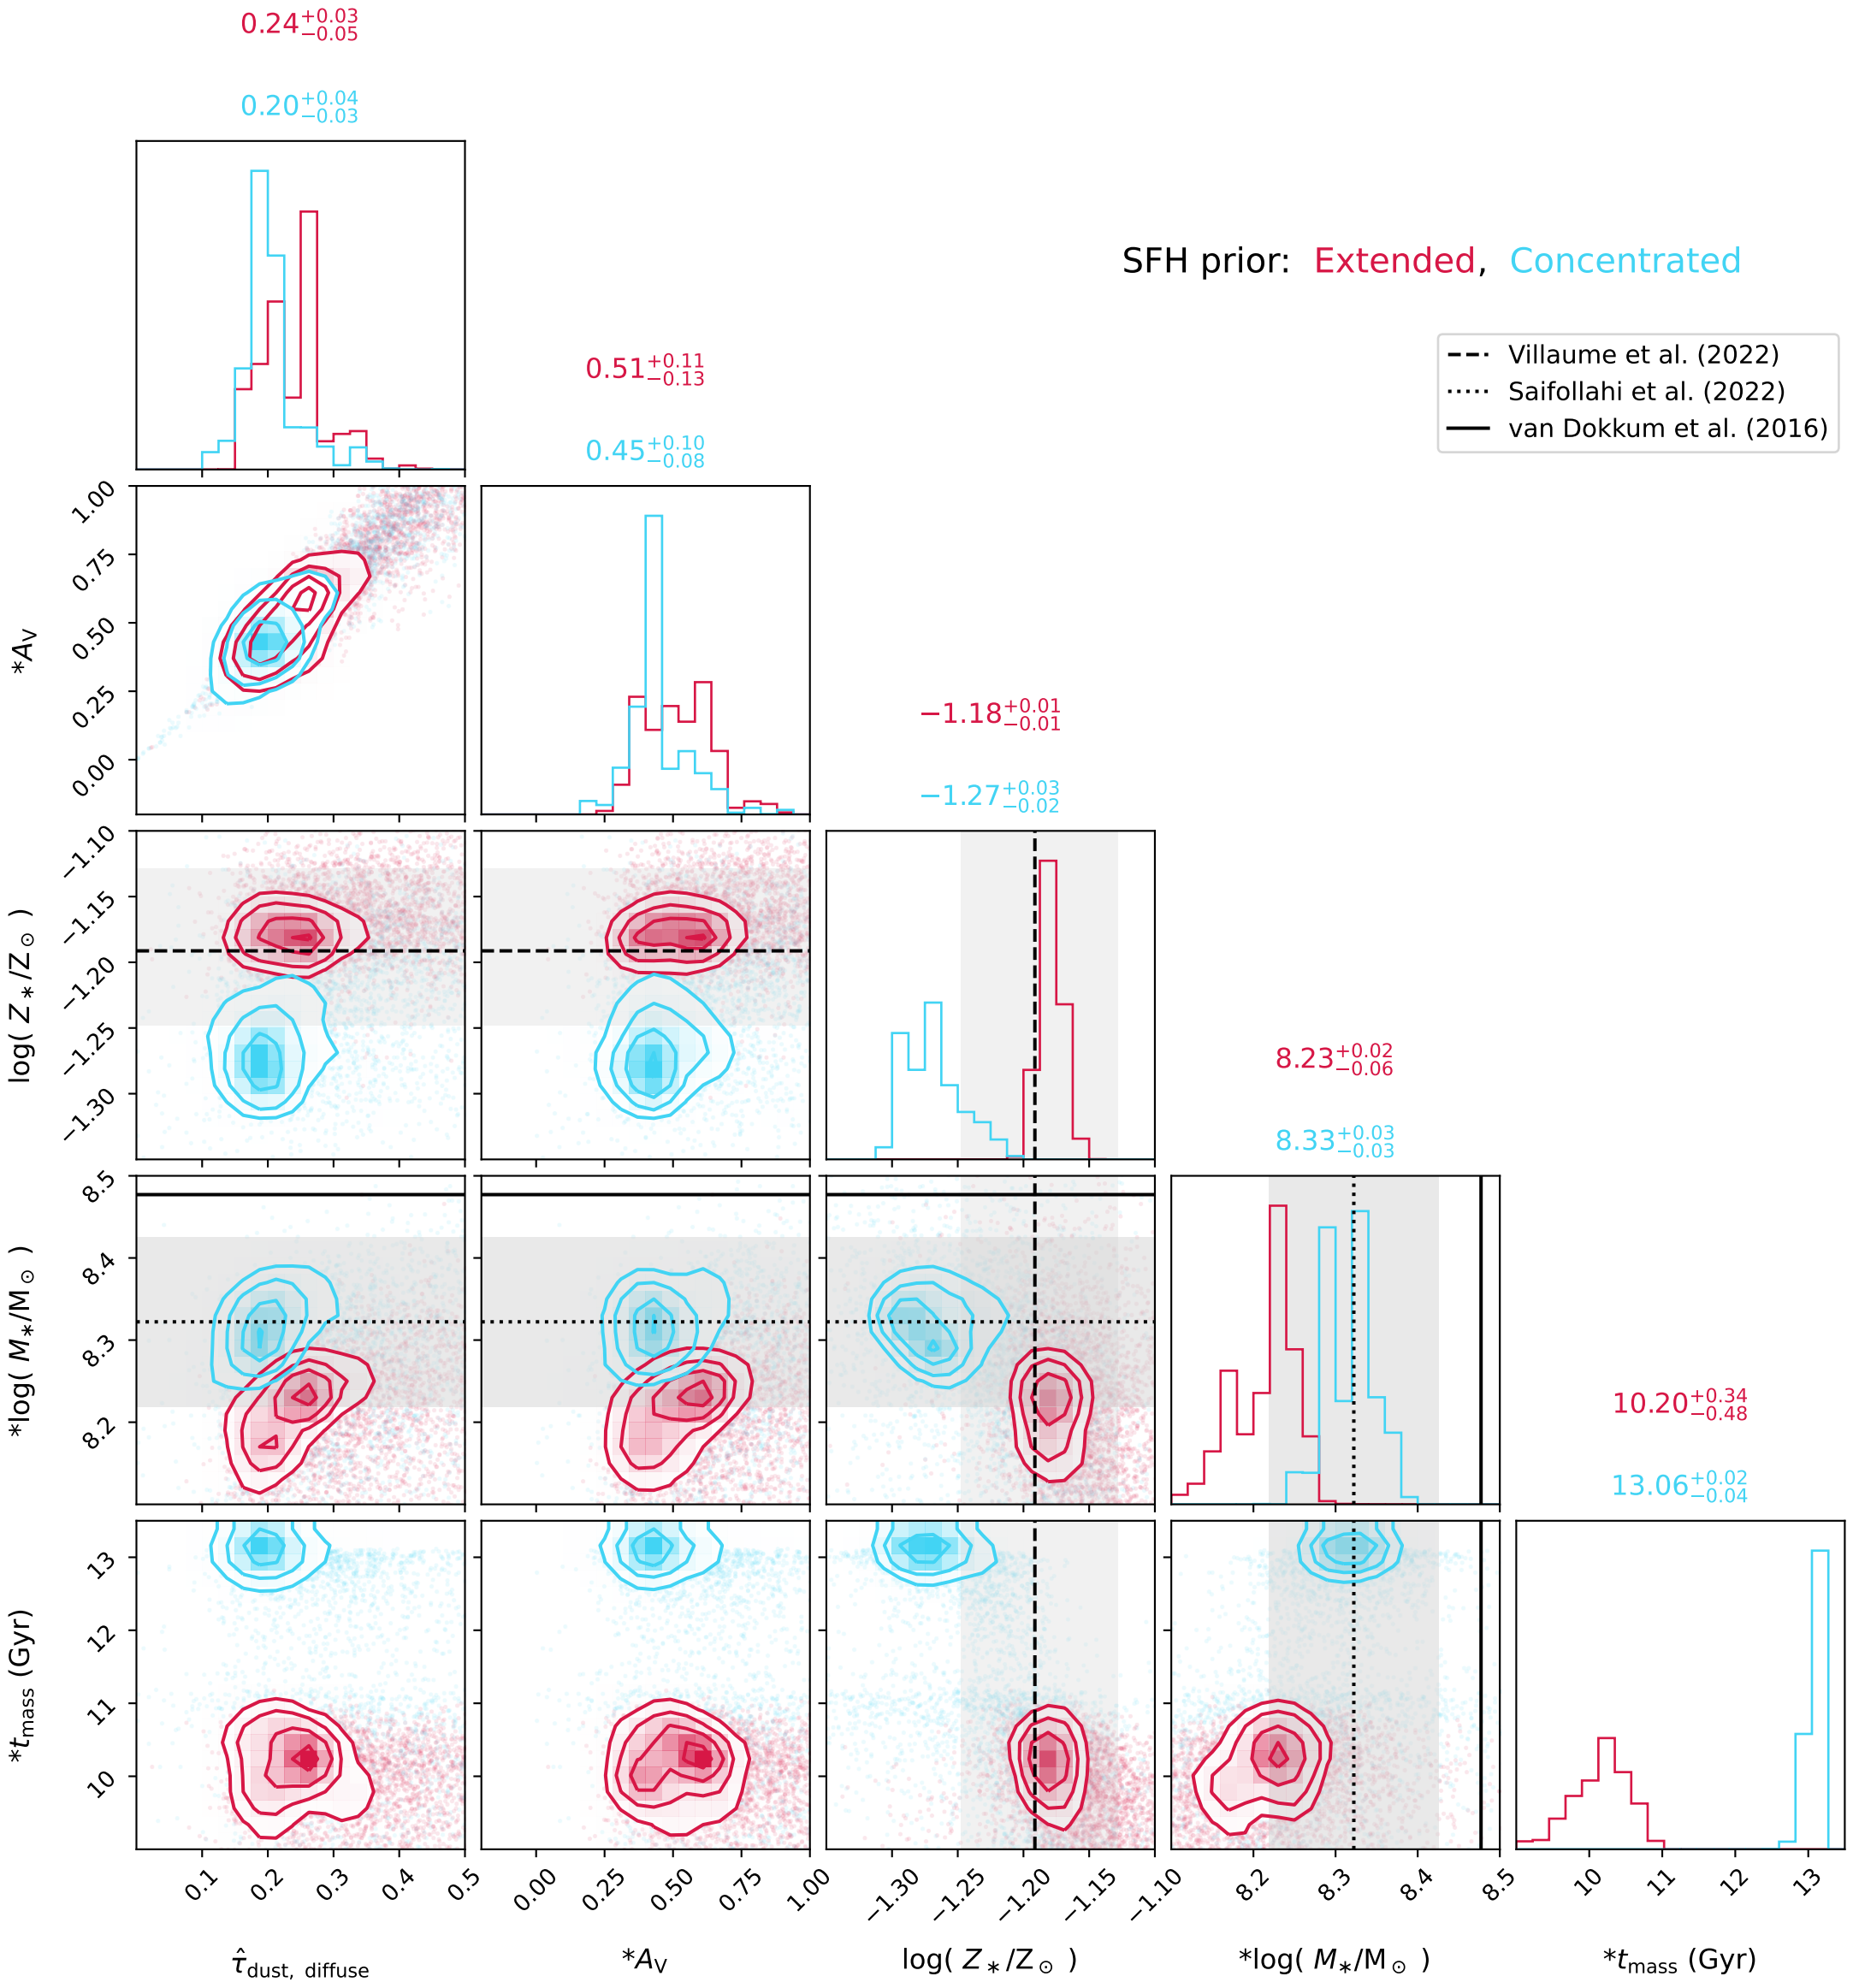 0.24+0.03−0.05
0.20+0.04−0.03
SFH prior: Extended, Concentrated
Villaume et al. (2022)
Saifollahi et al. (2022)
van Dokkum et al. (2016)
0.51+0.11−0.13
0.45+0.10−0.08
*AV
1.00
0.75
0.50
0.25
0.00
−1.18+0.01−0.01
−1.27+0.03−0.02
log( Z∗/Z⊙ )
−1.10
−1.15
−1.20
−1.25
−1.30
8.23+0.02−0.06
8.33+0.03−0.03
*log( M∗/M⊙ )
8.5
8.4
8.3
8.2
10.20+0.34−0.48
13.06+0.02−0.04
*tmass (Gyr)
13
12
11
10
0.1 0.2 0.3 0.4 0.5
0.00 0.25 0.50 0.75 1.00
−1.30 −1.25 −1.20 −1.15 −1.10
8.2 8.3 8.4 8.5
10 11 12 13
τ̂dust, diffuse
*AV
log( Z∗/Z⊙ )
*log( M∗/M⊙ )
*tmass (Gyr)